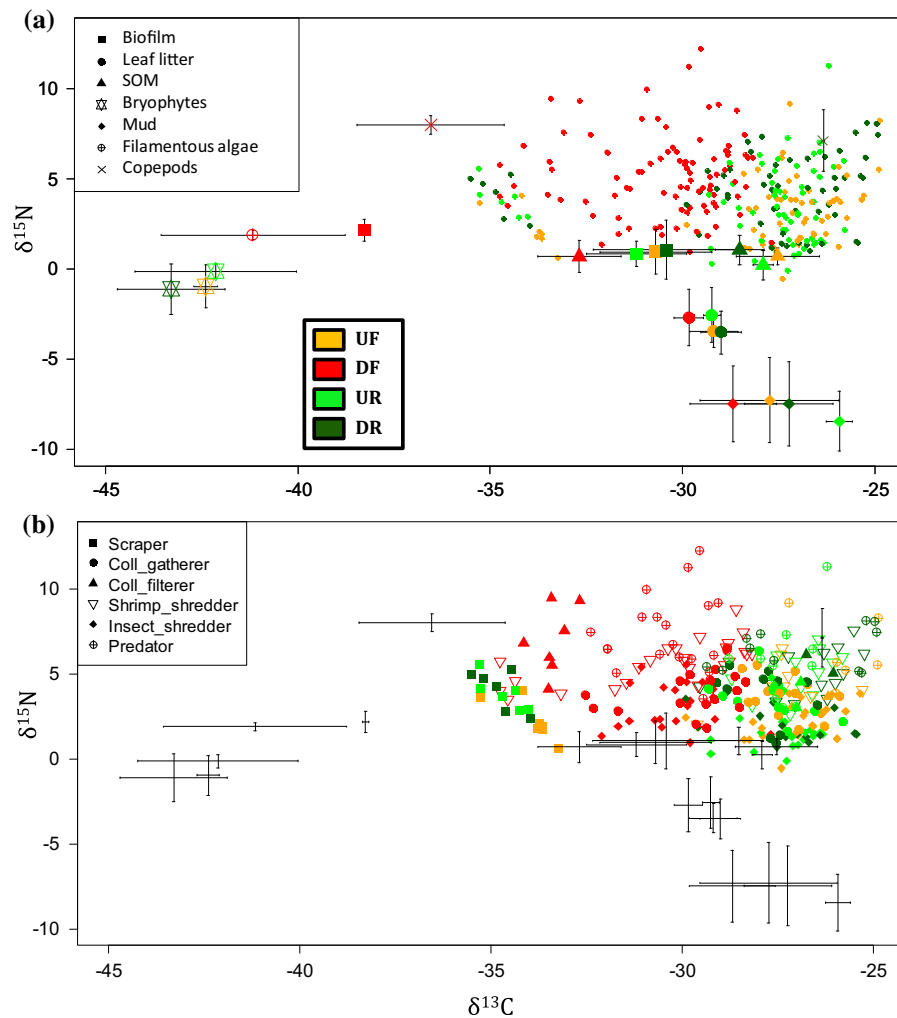 (a)
Biofilm
Leaf litter
SOM
Bryophytes
Mud
Filamentous algae
Copepods
10
5
0
-5
-10
δ15N
UF
DF
UR
DR
-45
-40
-35
-30
-25
(b)
Scraper
Coll_gatherer
Coll_filterer
Shrimp_shredder
Insect_shredder
Predator
10
5
0
-5
-10
δ15N
-45
-40
-35
-30
-25
δ13C